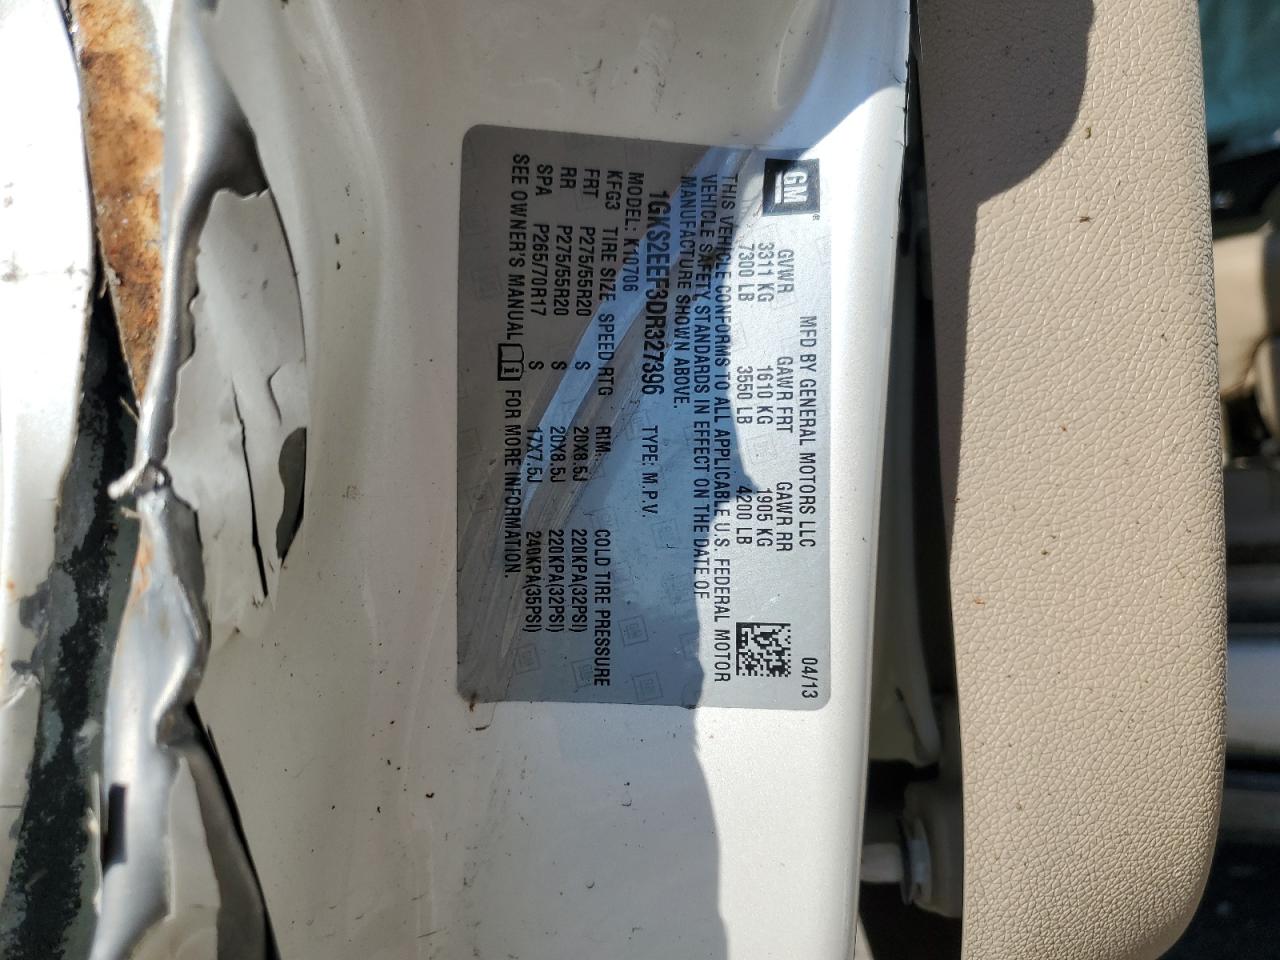 GM®
MFD BY GENERAL MOTORS LLC 04/13
GVWR GAWR FRT GAWR RR
3311 KG 1610 KG 1905 KG
7300 LB 3550 LB 4200 LB
THIS VEHICLE CONFORMS TO ALL APPLICABLE U.S. FEDERAL MOTOR
VEHICLE SAFETY STANDARDS IN EFFECT ON THE DATE OF
MANUFACTURE SHOWN ABOVE.
1GKS2EEF3DR327396 TYPE: M.P.V.
MODEL: K10706
KFG3 TIRE SIZE SPEED RTG RIM COLD TIRE PRESSURE
FRT P275/55R20 S 20X8.5J 220KPA(32PSI)
RR P275/55R20 S 20X8.5J 220KPA(32PSI)
SPA P265/70R17 S 17X7.5J 240KPA(35PSI)
SEE OWNER'S MANUAL FOR MORE INFORMATION.